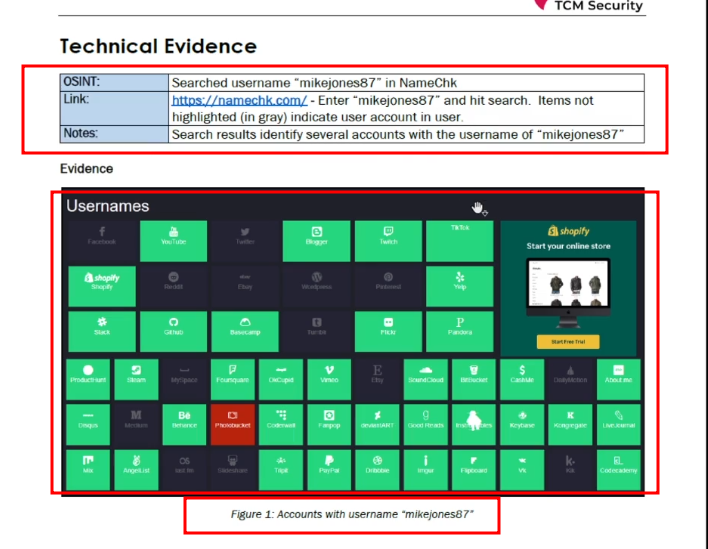 TCM Security
Technical Evidence
OSINT: Searched username “mikejones87” in NameChk
Link: https://namechk.com/ - Enter “mikejones87” and hit search. Items not
highlighted (in gray) indicate user account in user.
Notes: Search results identify several accounts with the username of “mikejones87”
Evidence
Usernames
Facebook YouTube Twitter Blogger Twitch TikTok
shopify
Start your online store
shopify
Shopify Reddit Ebay Wordpress Pinterest Yelp
Slack GitHub Basecamp Tumblr Flickr Pandora
Start Free Trial
ProductHunt Steam MySpace Foursquare OkCupid Vimeo Etsy SoundCloud BitBucket CashMe DailyMotion About.me
Disqus Medium Behance Photobucket Fanpop deviantART Good Reads Keybase LiveJournal
Mix AngelList last.fm Slideshare PayPal Dribbble Imgur Flipboard VK Kik Codecademy
Figure 1: Accounts with username “mikejones87”